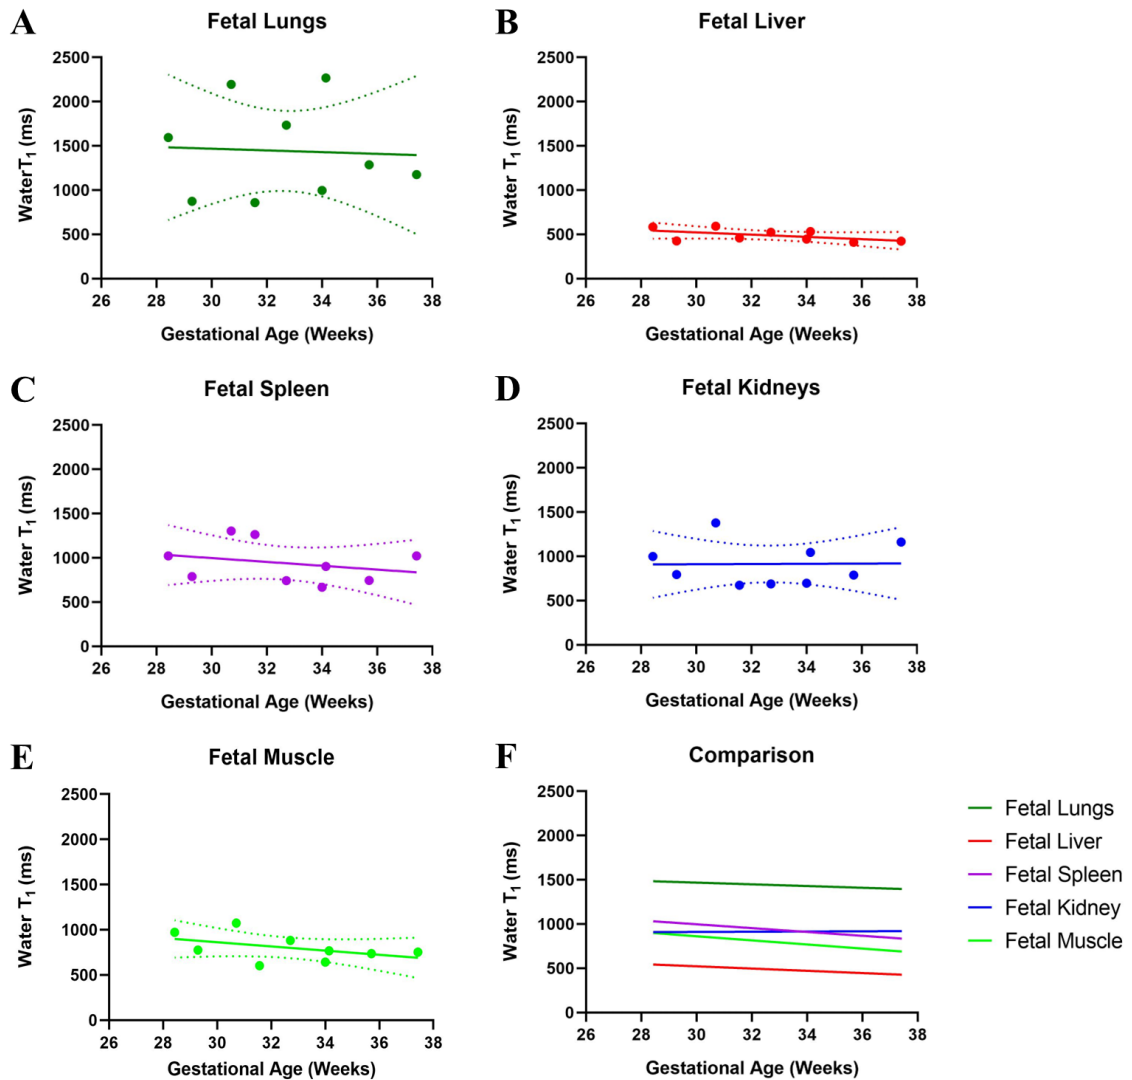 A
Fetal Lungs
2500
2000
1500
1000
500
0
Water T1 (ms)
26 28 30 32 34 36 38
Gestational Age (Weeks)
B
Fetal Liver
2500
2000
1500
1000
500
0
Water T1 (ms)
26 28 30 32 34 36 38
Gestational Age (Weeks)
C
Fetal Spleen
2500
2000
1500
1000
500
0
Water T1 (ms)
26 28 30 32 34 36 38
Gestational Age (Weeks)
D
Fetal Kidneys
2500
2000
1500
1000
500
0
Water T1 (ms)
26 28 30 32 34 36 38
Gestational Age (Weeks)
E
Fetal Muscle
2500
2000
1500
1000
500
0
Water T1 (ms)
26 28 30 32 34 36 38
Gestational Age (Weeks)
F
Comparison
2500
2000
1500
1000
500
0
Water T1 (ms)
26 28 30 32 34 36 38
Gestational Age (Weeks)
Fetal Lungs
Fetal Liver
Fetal Spleen
Fetal Kidney
Fetal Muscle